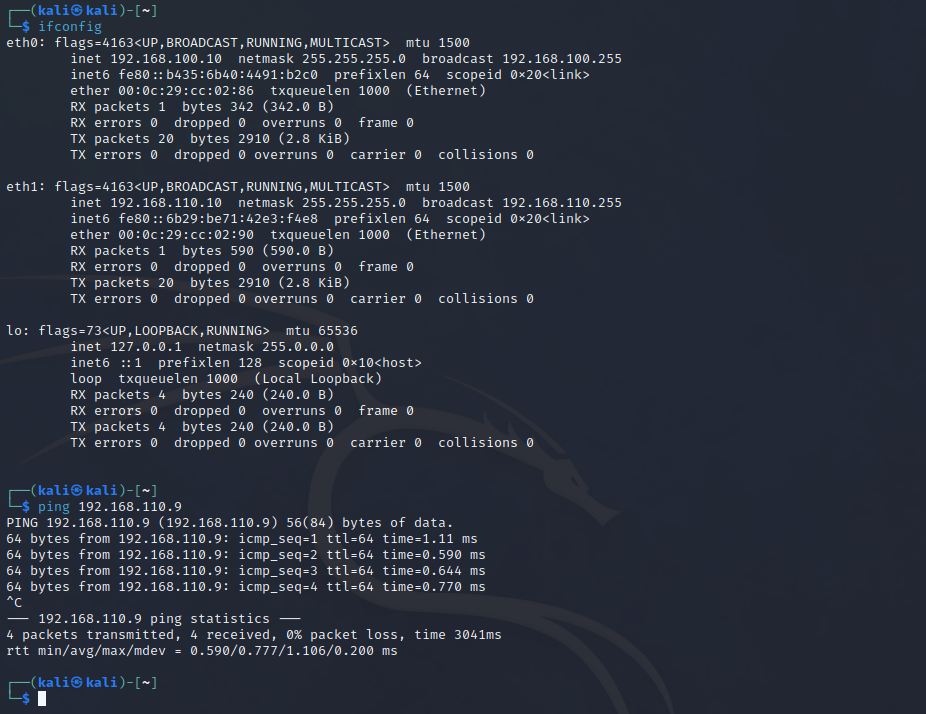 ┌──(kali㉿kali)-[~]
└─$ ifconfig
eth0: flags=4163<UP,BROADCAST,RUNNING,MULTICAST>  mtu 1500
        inet 192.168.100.10  netmask 255.255.255.0  broadcast 192.168.100.255
        inet6 fe80::b435:6b40:4491:b2c0  prefixlen 64  scopeid 0×20<link>
        ether 00:0c:29:cc:02:86  txqueuelen 1000  (Ethernet)
        RX packets 1  bytes 342 (342.0 B)
        RX errors 0  dropped 0  overruns 0  frame 0
        TX packets 20  bytes 2910 (2.8 KiB)
        TX errors 0  dropped 0 overruns 0  carrier 0  collisions 0

eth1: flags=4163<UP,BROADCAST,RUNNING,MULTICAST>  mtu 1500
        inet 192.168.110.10  netmask 255.255.255.0  broadcast 192.168.110.255
        inet6 fe80::6b29:be71:42e3:f4e8  prefixlen 64  scopeid 0×20<link>
        ether 00:0c:29:cc:02:90  txqueuelen 1000  (Ethernet)
        RX packets 1  bytes 590 (590.0 B)
        RX errors 0  dropped 0  overruns 0  frame 0
        TX packets 20  bytes 2910 (2.8 KiB)
        TX errors 0  dropped 0 overruns 0  carrier 0  collisions 0

lo: flags=73<UP,LOOPBACK,RUNNING>  mtu 65536
        inet 127.0.0.1  netmask 255.0.0.0
        inet6 ::1  prefixlen 128  scopeid 0×10<host>
        loop  txqueuelen 1000  (Local Loopback)
        RX packets 4  bytes 240 (240.0 B)
        RX errors 0  dropped 0  overruns 0  frame 0
        TX packets 4  bytes 240 (240.0 B)
        TX errors 0  dropped 0 overruns 0  carrier 0  collisions 0

┌──(kali㉿kali)-[~]
└─$ ping 192.168.110.9
PING 192.168.110.9 (192.168.110.9) 56(84) bytes of data.
64 bytes from 192.168.110.9: icmp_seq=1 ttl=64 time=1.11 ms
64 bytes from 192.168.110.9: icmp_seq=2 ttl=64 time=0.590 ms
64 bytes from 192.168.110.9: icmp_seq=3 ttl=64 time=0.644 ms
64 bytes from 192.168.110.9: icmp_seq=4 ttl=64 time=0.770 ms
^C
--- 192.168.110.9 ping statistics ---
4 packets transmitted, 4 received, 0% packet loss, time 3041ms
rtt min/avg/max/mdev = 0.590/0.777/1.106/0.200 ms

┌──(kali㉿kali)-[~]
└─$